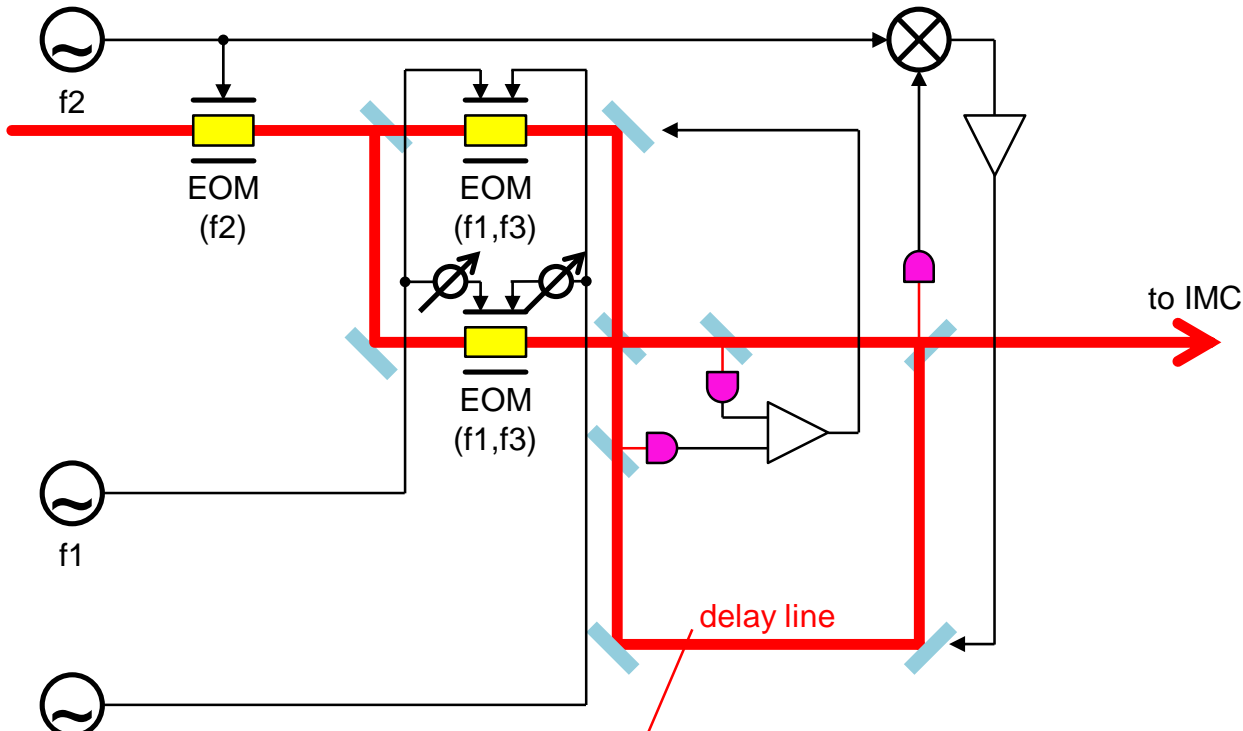 f2
EOM
(f2)
EOM
(f1,f3)
to IMC
EOM
(f1,f3)
f1
delay line